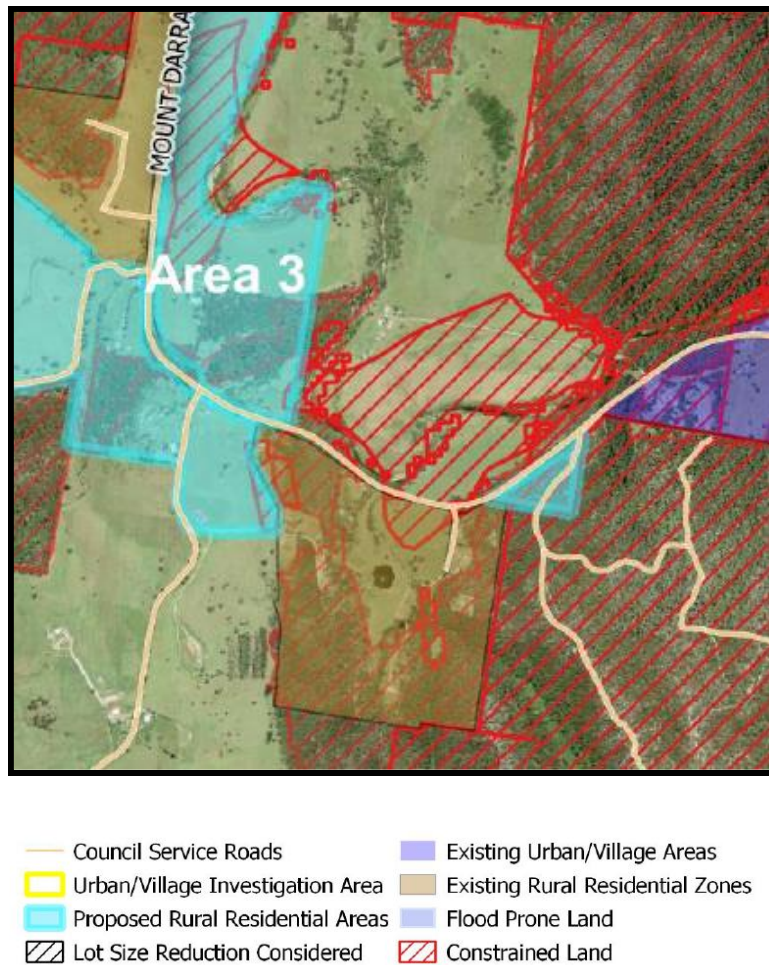 MOUNT DARRA
Area 3
Council Service Roads
Urban/Village Investigation Area
Proposed Rural Residential Areas
Lot Size Reduction Considered
Existing Urban/Village Areas
Existing Rural Residential Zones
Flood Prone Land
Constrained Land